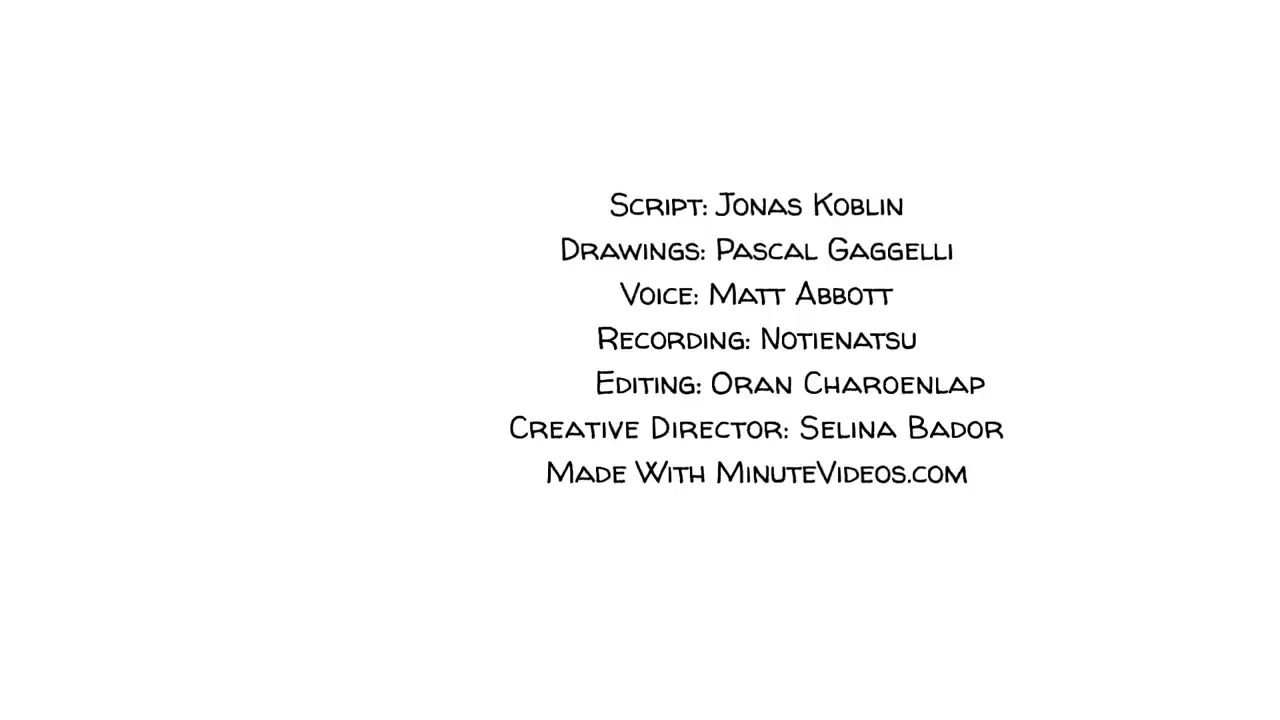 Script: Jonas Koblin
Drawings: Pascal Gaggelli
Voice: Matt Abbott
Recording: Notienatsu
Editing: Oran Charoenlap
Creative Director: Selina Bador
Made With MinuteVideos.com